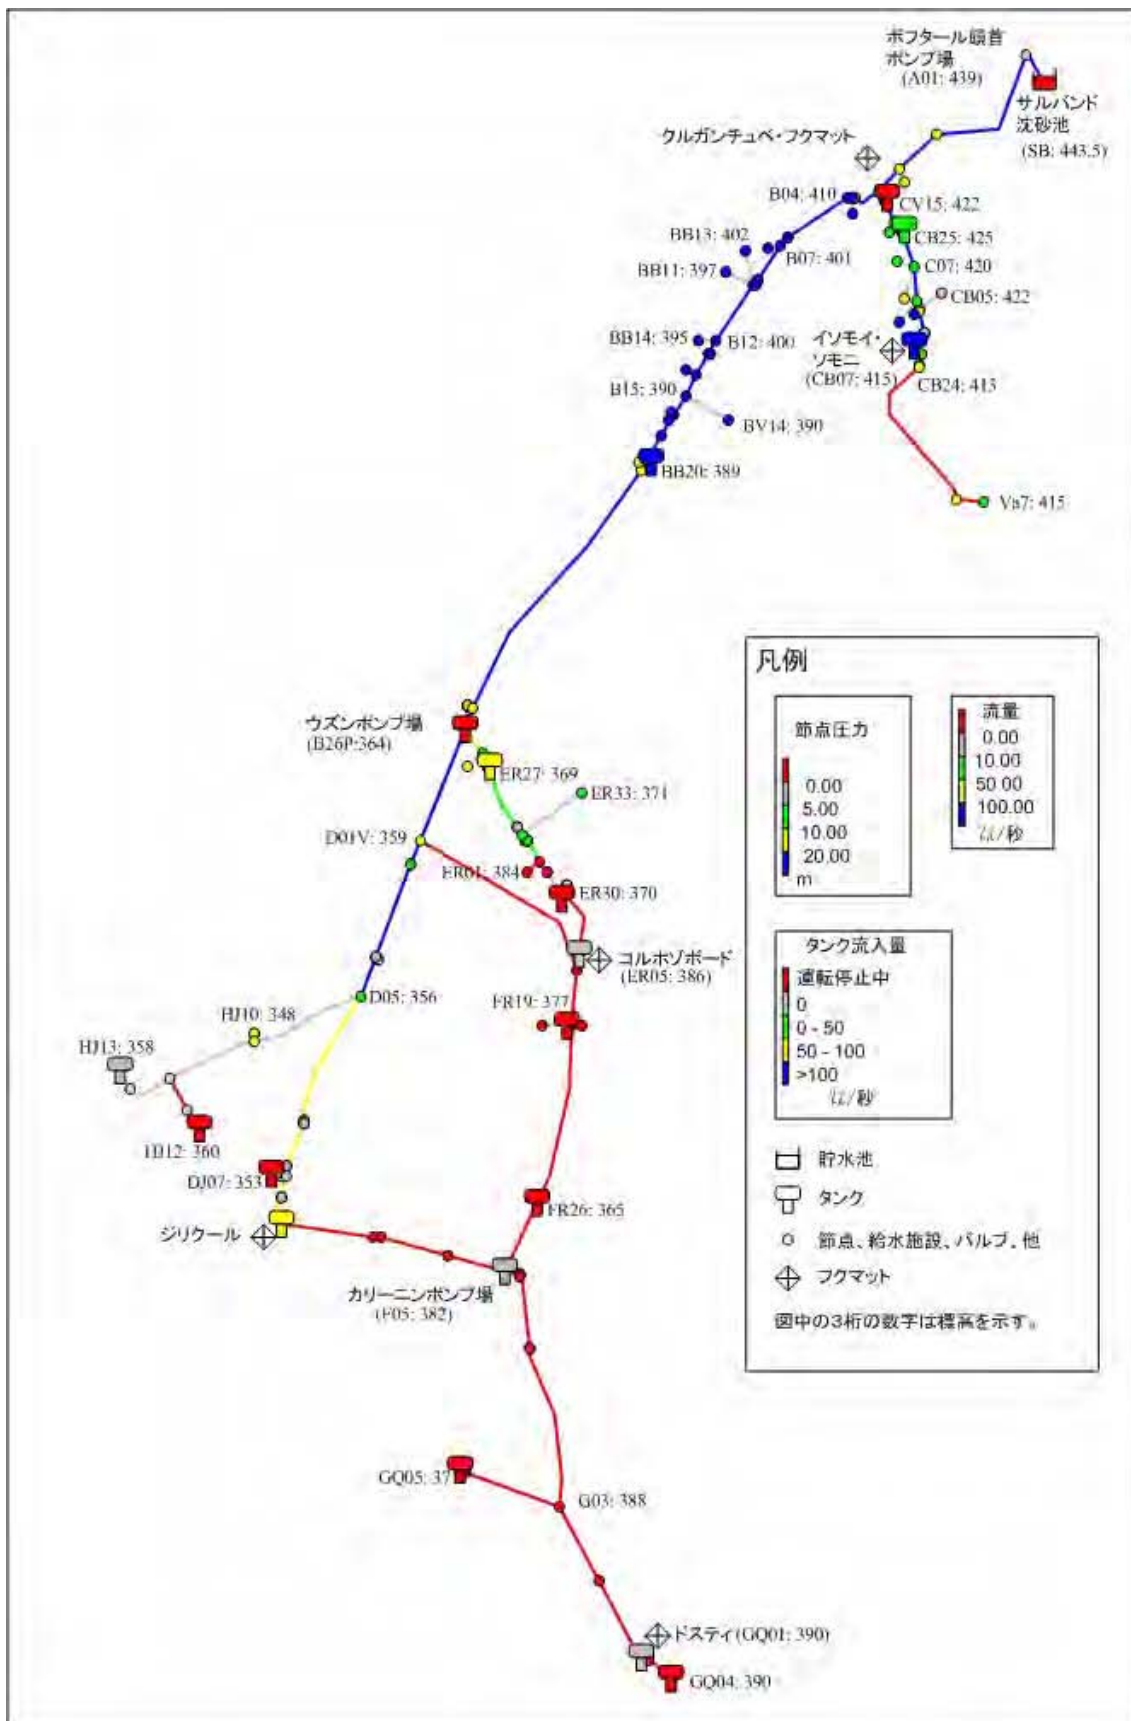 ボフタール頭首
ポンプ場
(A01: 439)
サルバンド
沈砂池
(SB: 443.5)
クルガンチュベ・フクマット
B04: 410
CV15: 422
BB13: 402
CB25: 425
B07: 401
BB11: 397
C07: 420
CB05: 422
BB14: 395
B12: 400
イソモイ・
ソモニ
(CB07: 415)
CB24: 415
B15: 390
BV14: 390
BB20: 389
Vs7: 415
凡例
節点圧力
0.00
5.00
10.00
20.00
m
流量
0.00
10.00
50.00
100.00
㍑/秒
ウズンポンプ場
(B26P:364)
ER27: 369
ER33: 371
D01V: 359
ER01: 384
ER30: 370
タンク流入量
運転停止中
0
0 - 50
50 - 100
>100
㍑/秒
コルホゾボード
(ER05: 386)
D05: 356
FR19: 377
HJ10: 348
HJ13: 358
360
DJ07: 353
貯水池
タンク
FR26: 365
ジリクール
節点、給水施設、バルブ、他
フクマット
カリーニンポンプ場
(F05: 382)
図中の3桁の数字は標高を示す。
GQ05: 37
G03: 388
ドスティ(GQ01: 390)
GQ04: 390